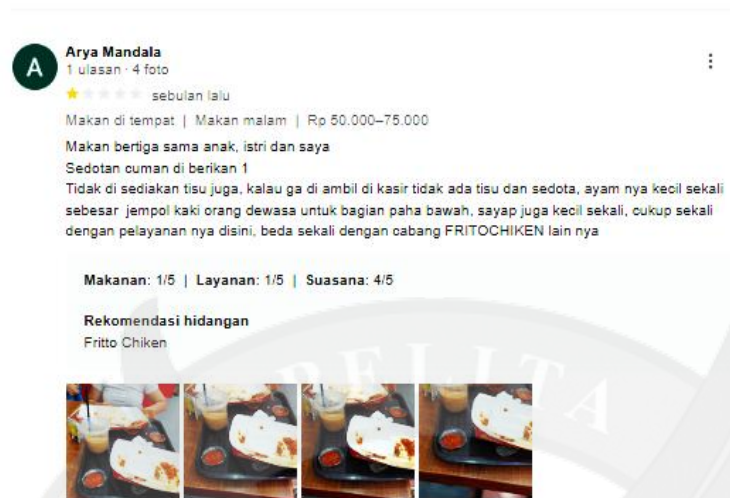 Arya Mandala
A
1 ulasan · 4 foto
sebulan lalu
Makan di tempat | Makan malam | Rp 50.000–75.000
Makan bertiga sama anak, istri dan saya
Sedotan cuman di berikan 1
Tidak di sediakan tisu juga, kalau ga di ambil di kasir tidak ada tisu dan sedota, ayam nya kecil sekali
sebesar jempol kaki orang dewasa untuk bagian paha bawah, sayap juga kecil sekali, cukup sekali
dengan pelayanan nya disini, beda sekali dengan cabang FRITOCHIKEN lain nya
Makanan: 1/5 | Layanan: 1/5 | Suasana: 4/5
Rekomendasi hidangan
Fritto Chiken
PELITA